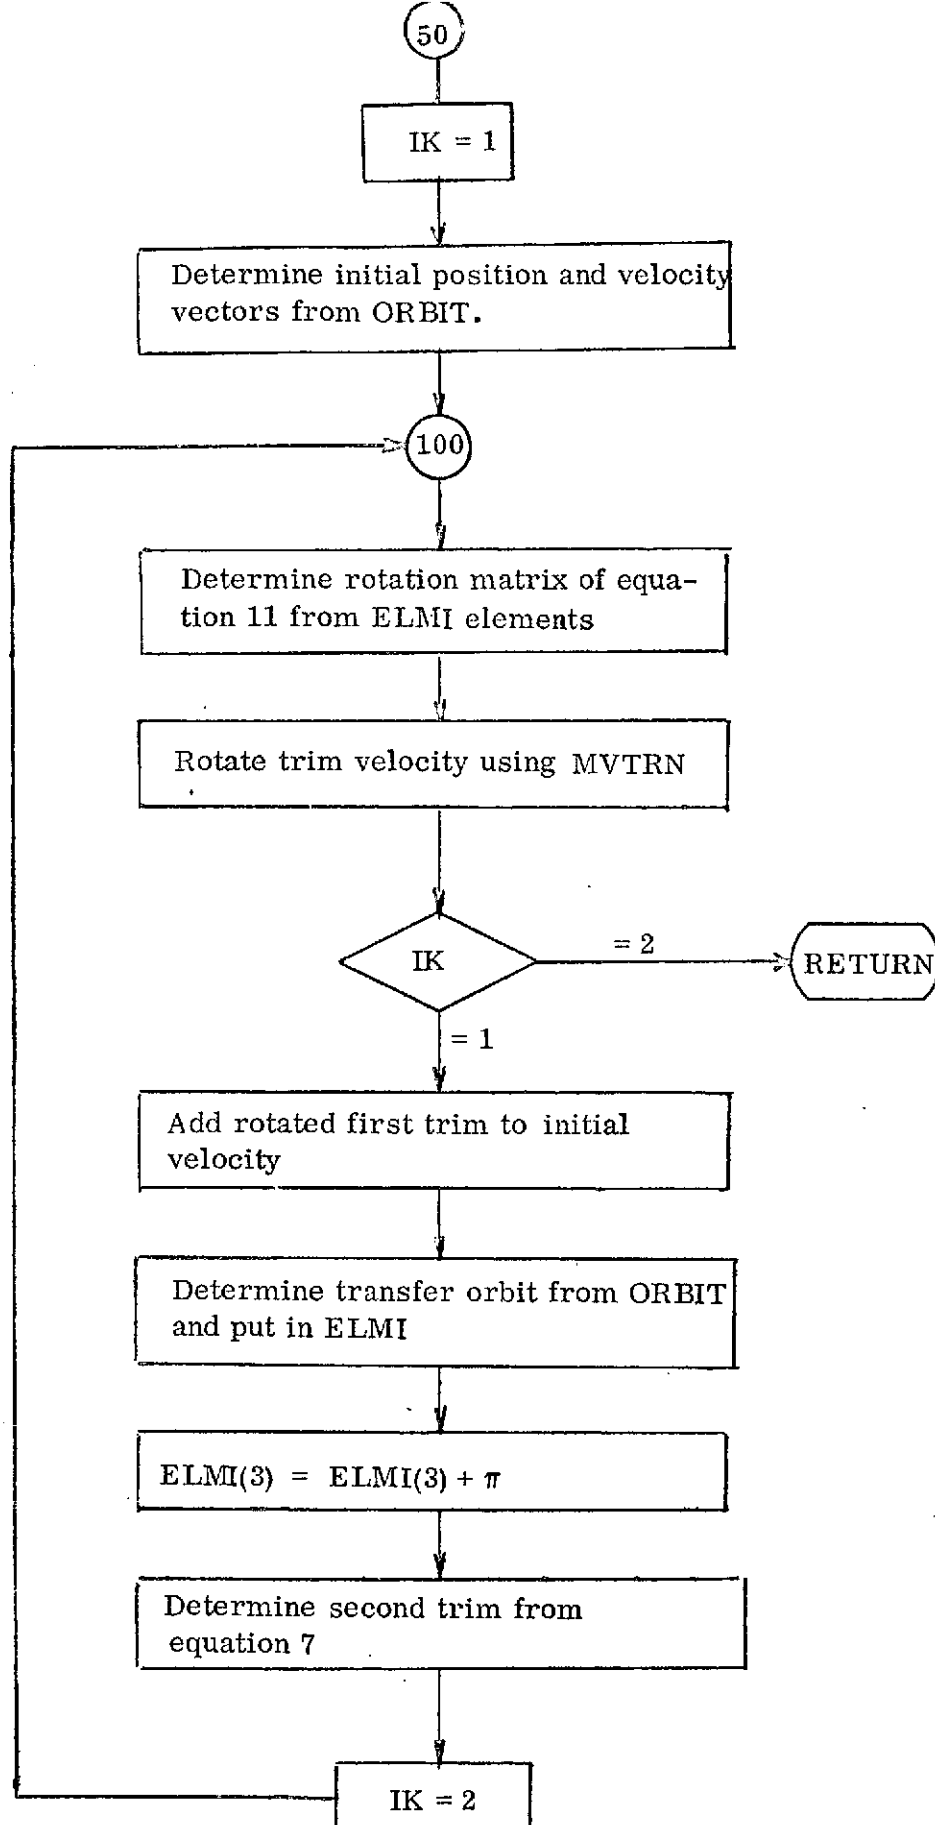 50
IK = 1
Determine initial position and velocity
vectors from ORBIT.
100
Determine rotation matrix of equa-
tion 11 from ELMI elements
Rotate trim velocity using MVTRN
IK
= 2
RETURN
= 1
Add rotated first trim to initial
velocity
Determine transfer orbit from ORBIT
and put in ELMI
ELMI(3) = ELMI(3) + π
Determine second trim from
equation 7
IK = 2